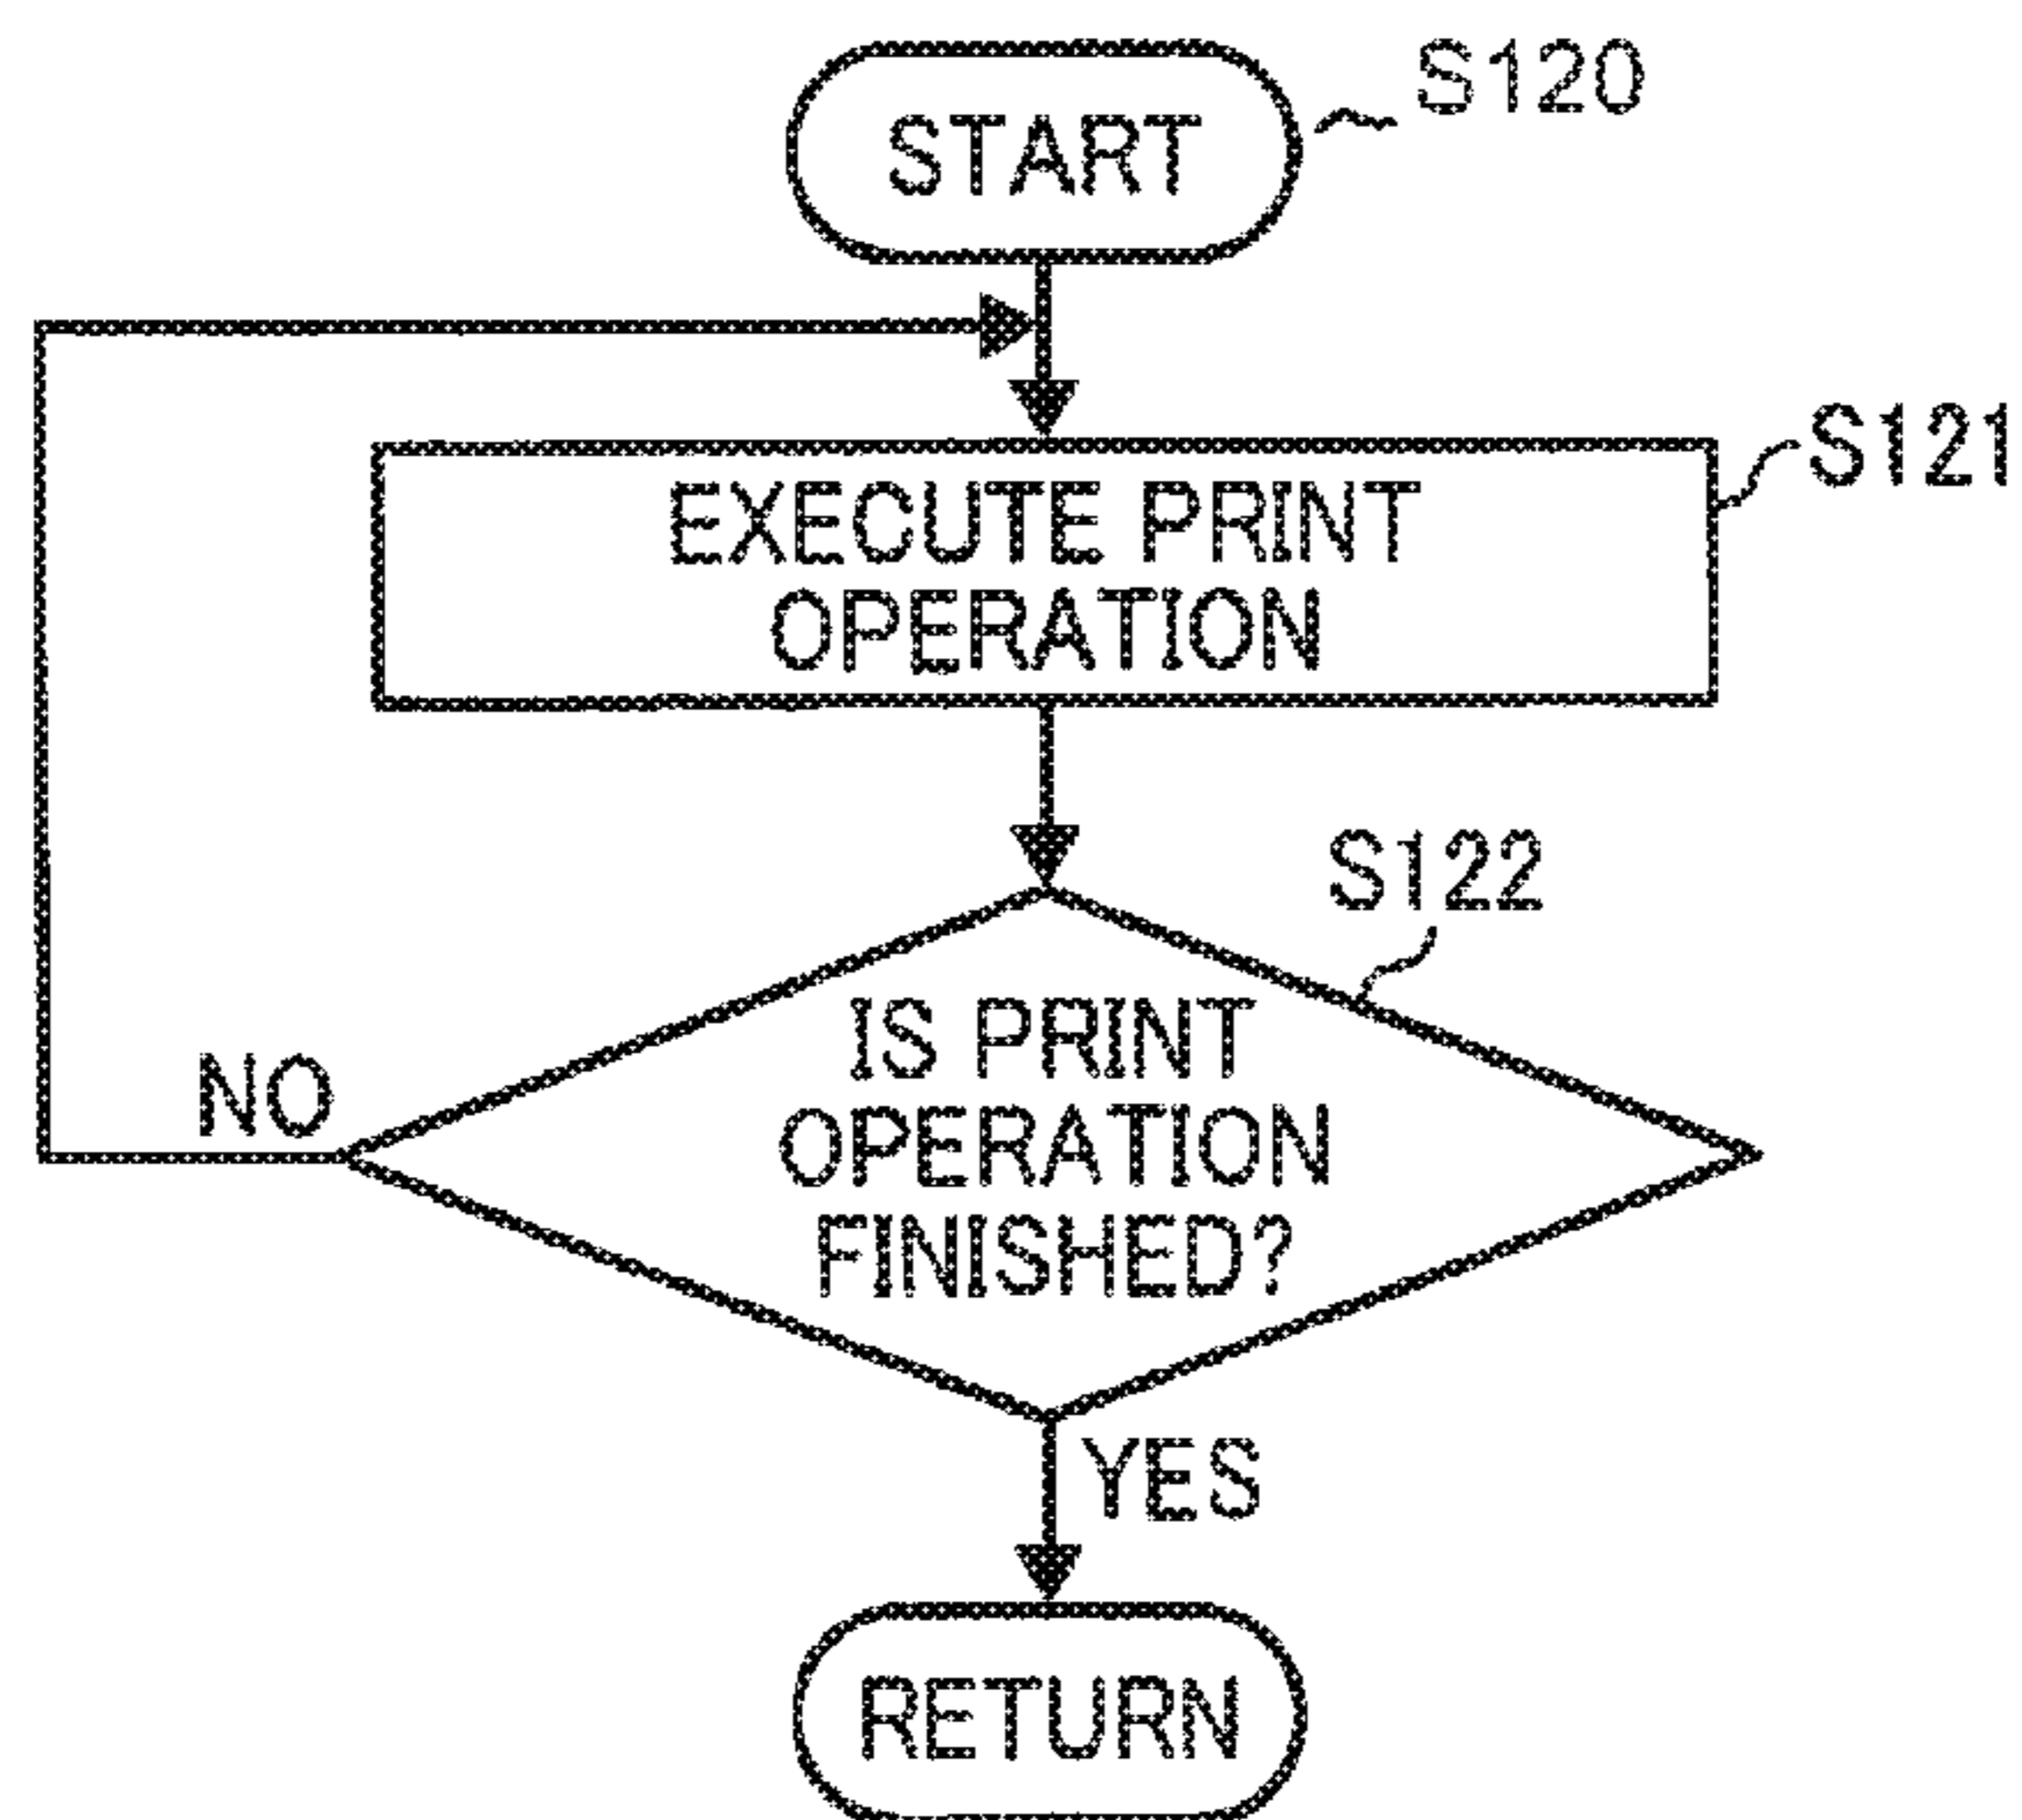 START
S120
S121
EXECUTE PRINT
OPERATION
S122
IS PRINT
OPERATION
FINISHED?
NO
YES
RETURN